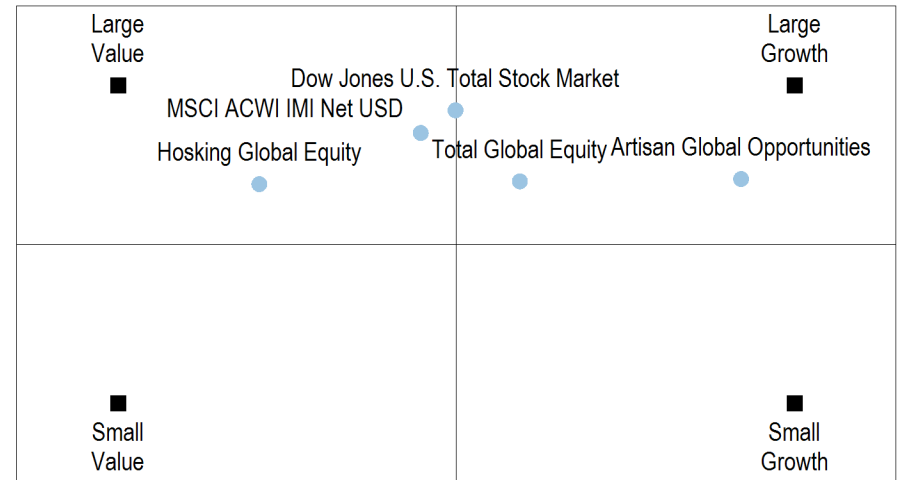 Large
Value
Large
Growth
Dow Jones U.S. Total Stock Market
MSCI ACWI IMI Net USD
Hosking Global Equity
Total Global Equity
Artisan Global Opportunities
Small
Value
Small
Growth